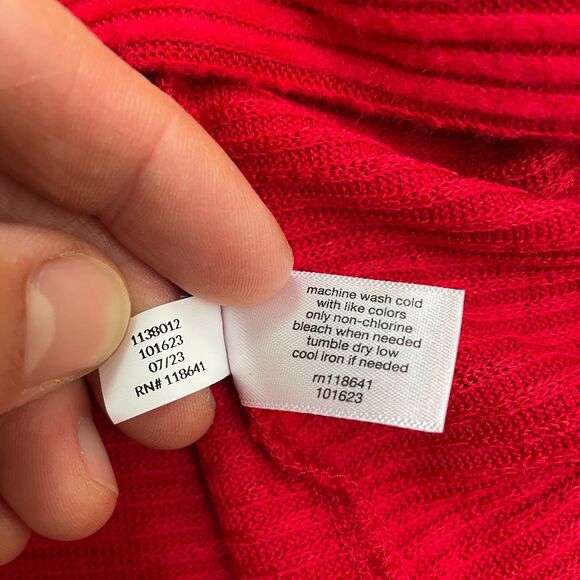 1138012
101623
07/23
RN# 118641
machine wash cold
with like colors
only non-chlorine
bleach when needed
tumble dry low
cool iron if needed
rn118641
101623